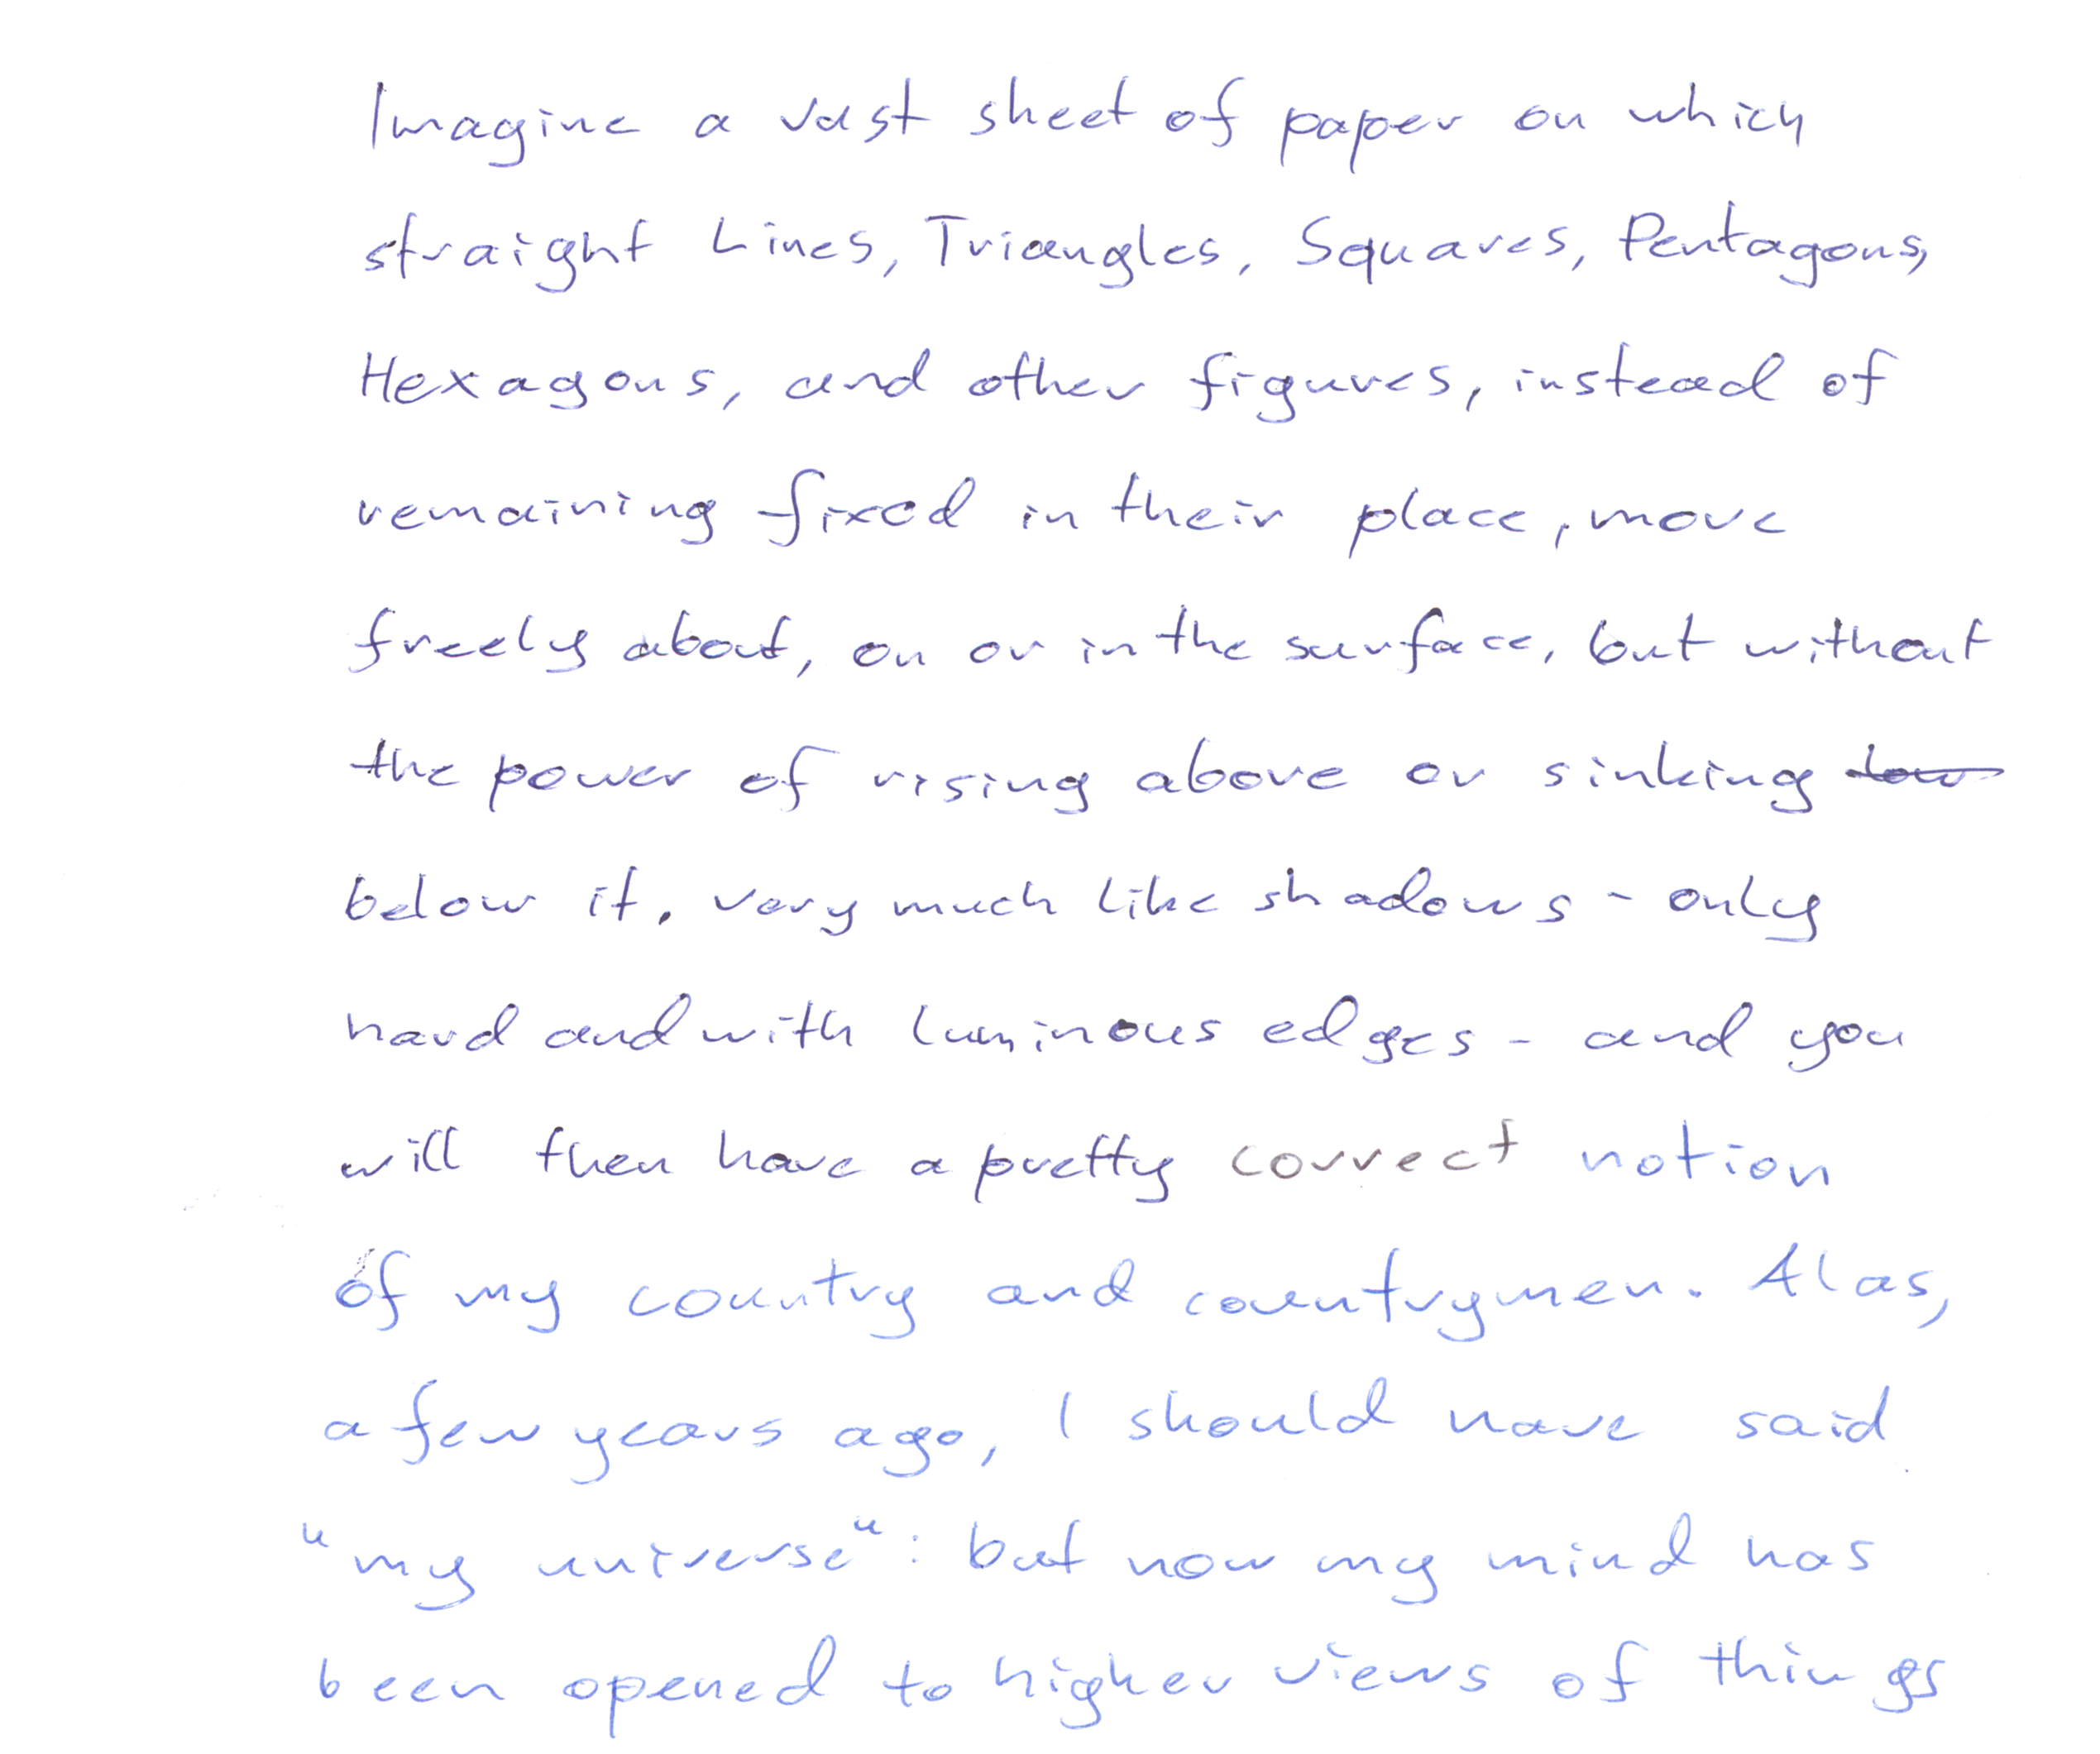 Imagine a vast sheet of paper on which
straight Lines, Triangles, Squares, Pentagons,
Hexagons, and other figures, instead of
remaining fixed in their place, move
freely about, on or in the surface, but without
the power of rising above or sinking ~~low~~
below it, very much like shadows - only
hard and with luminous edges - and you
will then have a pretty correct notion
of my country and countrymen. Alas,
a few years ago, I should have said
"my universe": but now my mind has
been opened to higher views of things